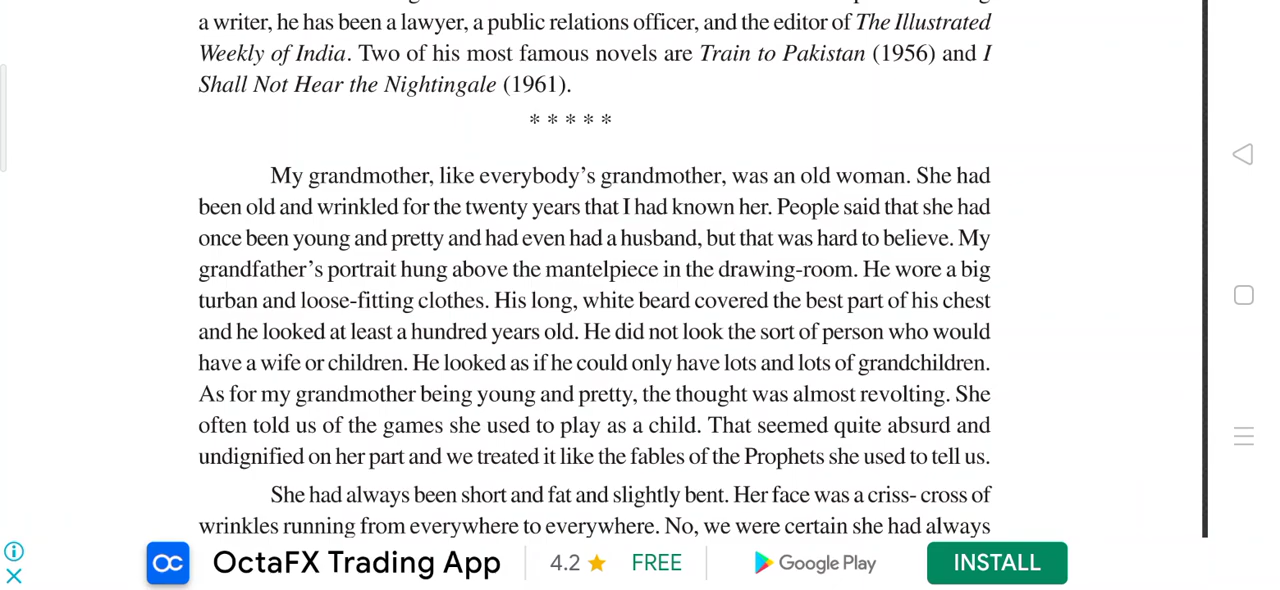 a writer, he has been a lawyer, a public relations officer, and the editor of The Illustrated
Weekly of India. Two of his most famous novels are Train to Pakistan (1956) and I
Shall Not Hear the Nightingale (1961).
* * * * *
My grandmother, like everybody’s grandmother, was an old woman. She had
been old and wrinkled for the twenty years that I had known her. People said that she had
once been young and pretty and had even had a husband, but that was hard to believe. My
grandfather’s portrait hung above the mantelpiece in the drawing-room. He wore a big
turban and loose-fitting clothes. His long, white beard covered the best part of his chest
and he looked at least a hundred years old. He did not look the sort of person who would
have a wife or children. He looked as if he could only have lots and lots of grandchildren.
As for my grandmother being young and pretty, the thought was almost revolting. She
often told us of the games she used to play as a child. That seemed quite absurd and
undignified on her part and we treated it like the fables of the Prophets she used to tell us.
She had always been short and fat and slightly bent. Her face was a criss- cross of
wrinkles running from everywhere to everywhere. No, we were certain she had always
OctaFX Trading App 4.2 ★ FREE Google Play INSTALL